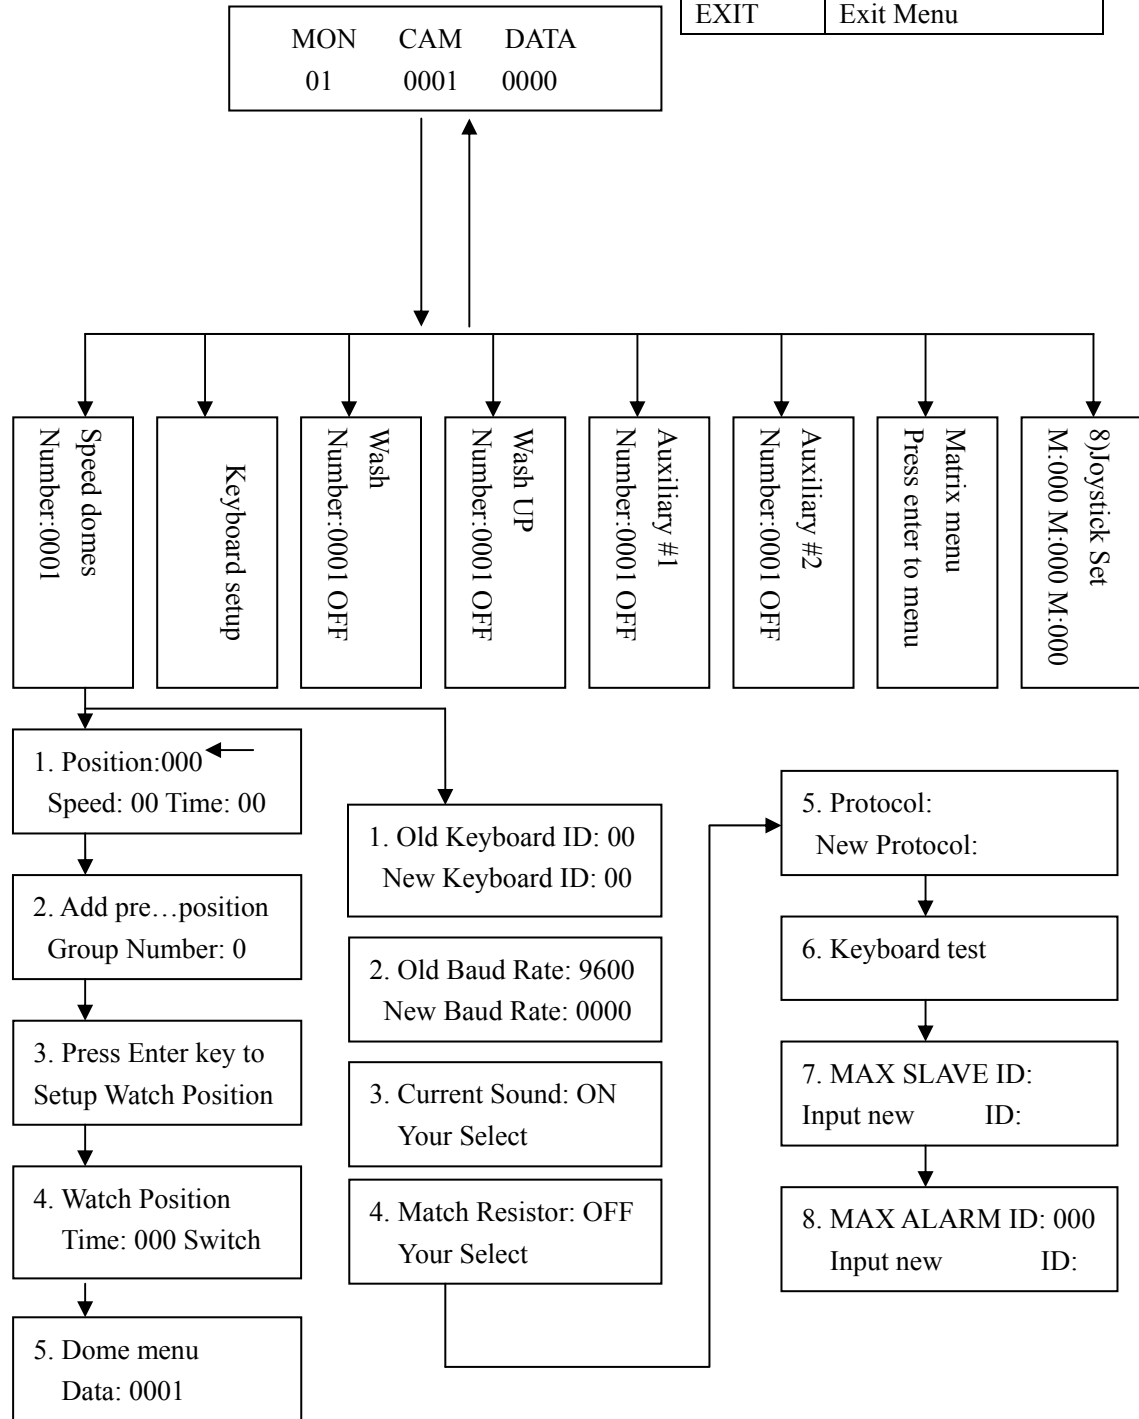 EXIT Exit Menu
MON CAM DATA
01 0001 0000
Speed domes
Number:0001
Keyboard setup
Wash
Number:0001 OFF
Wash UP
Number:0001 OFF
Auxiliary #1
Number:0001 OFF
Auxiliary #2
Number:0001 OFF
Matrix menu
Press enter to menu
8)Joystick Set
M:000 M:000 M:000
1. Position:000
Speed: 00 Time: 00
2. Add pre…position
Group Number: 0
3. Press Enter key to
Setup Watch Position
4. Watch Position
Time: 000 Switch
5. Dome menu
Data: 0001
1. Old Keyboard ID: 00
New Keyboard ID: 00
2. Old Baud Rate: 9600
New Baud Rate: 0000
3. Current Sound: ON
Your Select
4. Match Resistor: OFF
Your Select
5. Protocol:
New Protocol:
6. Keyboard test
7. MAX SLAVE ID:
Input new ID:
8. MAX ALARM ID: 000
Input new ID: